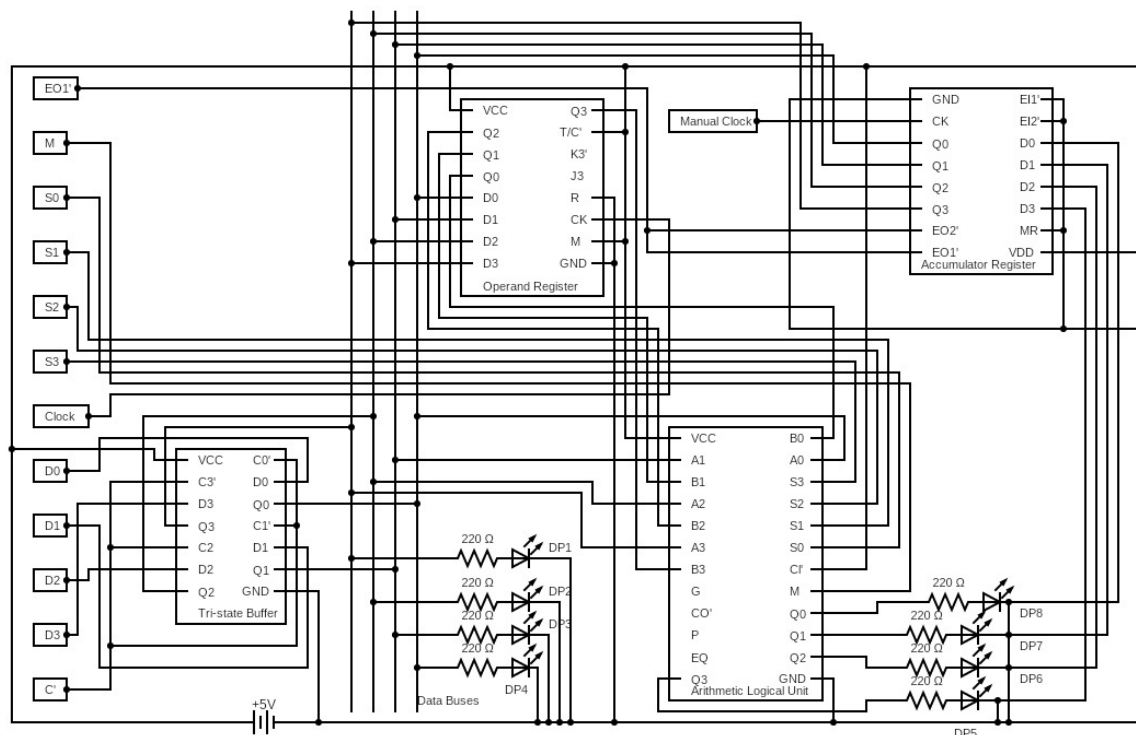 EO1'
M
S0
S1
S2
S3
Clock
D0
D1
D2
D3
C'
+5V
VCC
Q2
Q1
Q0
D0
D1
D2
D3
Q3
T/C'
K3'
J3
R
CK
M
GND
Operand Register
Manual Clock
GND
CK
Q0
Q1
Q2
Q3
EO2'
EO1'
EI1'
EI2'
D0
D1
D2
D3
MR
VDD
Accumulator Register
VCC
C3'
D3
Q3
C2
D2
Q2
C0'
D0
Q0
C1'
D1
Q1
GND
Tri-state Buffer
220 Ω
DP1
220 Ω
DP2
220 Ω
DP3
220 Ω
DP4
Data Buses
VCC
A1
B1
A2
B2
A3
B3
G
CO'
P
EQ
Q3
B0
A0
S3
S2
S1
S0
CI'
M
Q0
Q1
Q2
GND
Arithmetic Logical Unit
220 Ω
DP8
220 Ω
DP7
220 Ω
DP6
220 Ω
DP5